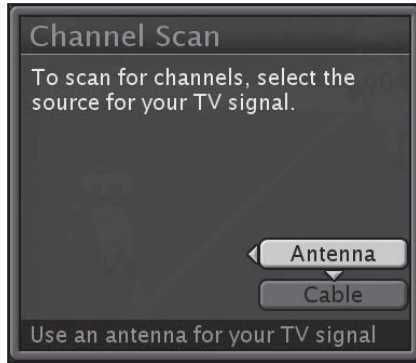 Channel Scan
To scan for channels, select the
source for your TV signal.
Antenna
Cable
Use an antenna for your TV signal